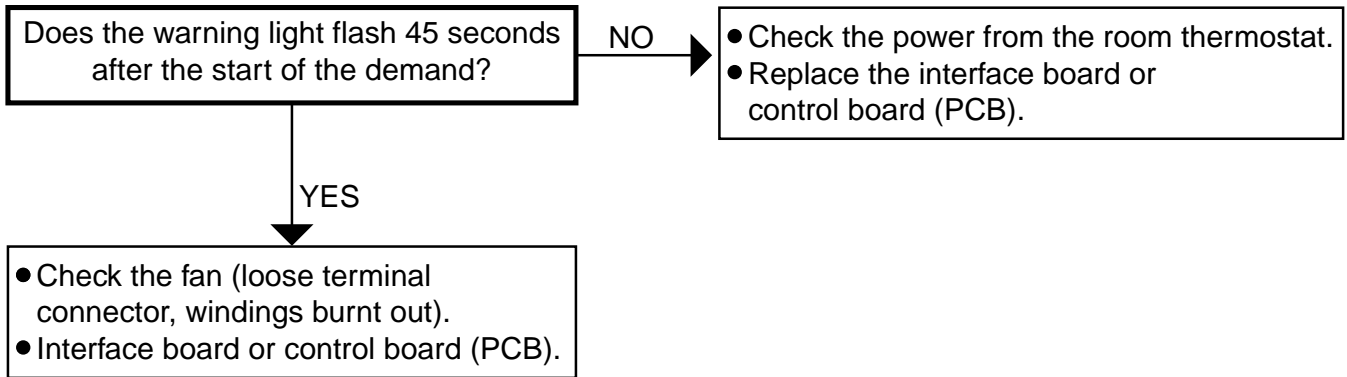 Does the warning light flash 45 seconds
after the start of the demand?
NO
● Check the power from the room thermostat.
● Replace the interface board or
control board (PCB).
YES
● Check the fan (loose terminal
connector, windings burnt out).
● Interface board or control board (PCB).